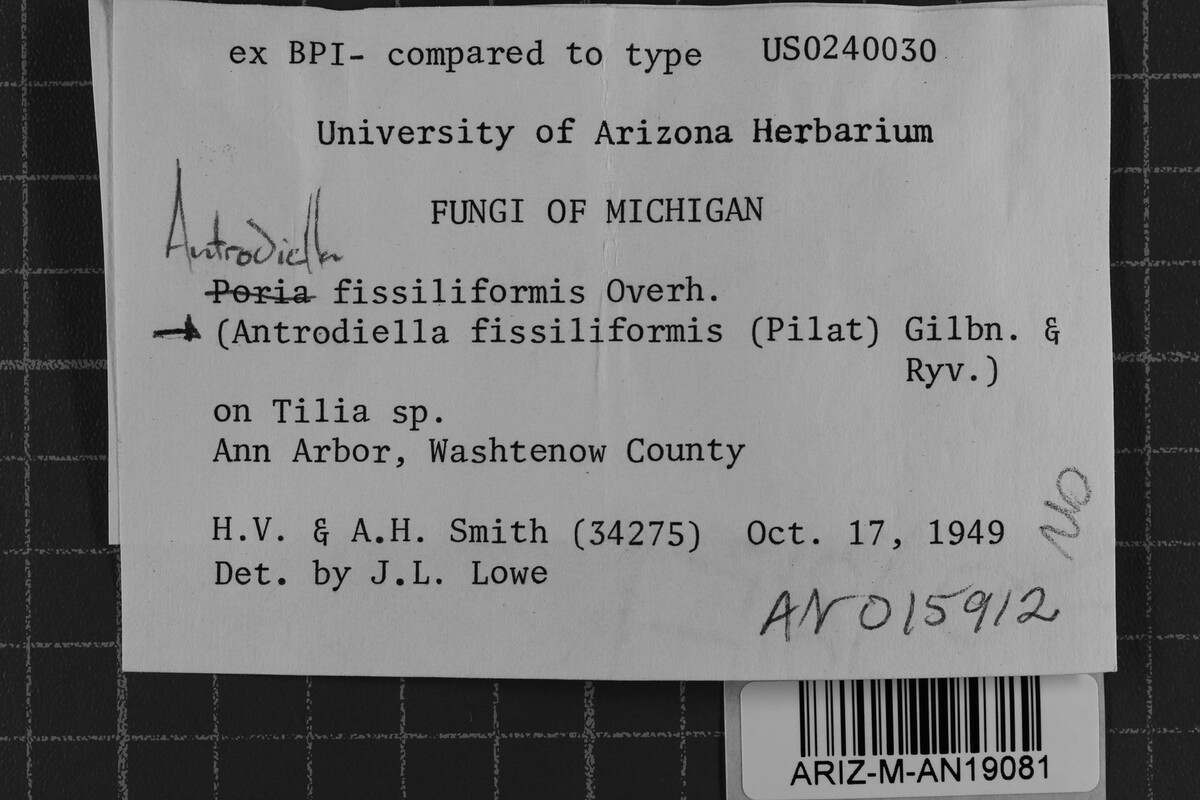 ex BPI- compared to type US0240030
University of Arizona Herbarium
FUNGI OF MICHIGAN
Antrodiella
Poria fissiliformis Overh.
(Antrodiella fissiliformis (Pilat) Gilbn. &
Ryv.)
on Tilia sp.
Ann Arbor, Washtenow County
H.V. & A.H. Smith (34275) Oct. 17, 1949
Det. by J.L. Lowe
NO
AN015912
ARIZ-M-AN19081